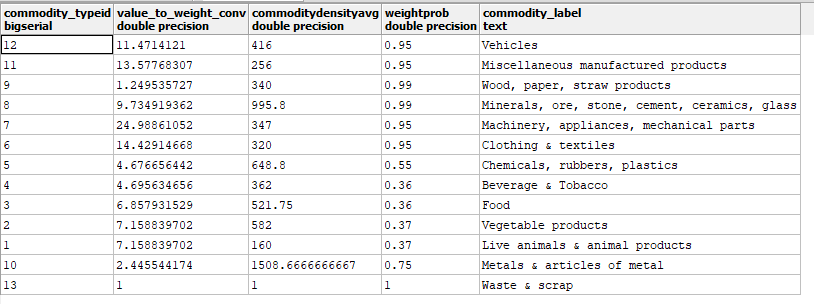 commodity_typeid value_to_weight_conv commoditydensityavg weightprob commodity_label
bigserial double precision double precision double precision text
12 11.4714121 416 0.95 Vehicles
11 13.57768307 256 0.95 Miscellaneous manufactured products
9 1.249535727 340 0.99 Wood, paper, straw products
8 9.734919362 995.8 0.99 Minerals, ore, stone, cement, ceramics, glass
7 24.98861052 347 0.95 Machinery, appliances, mechanical parts
6 14.42914668 320 0.95 Clothing & textiles
5 4.676656442 648.8 0.55 Chemicals, rubbers, plastics
4 4.695634656 362 0.36 Beverage & Tobacco
3 6.857931529 521.75 0.36 Food
2 7.158839702 582 0.37 Vegetable products
1 7.158839702 160 0.37 Live animals & animal products
10 2.445544174 1508.6666666667 0.75 Metals & articles of metal
13 1 1 1 Waste & scrap